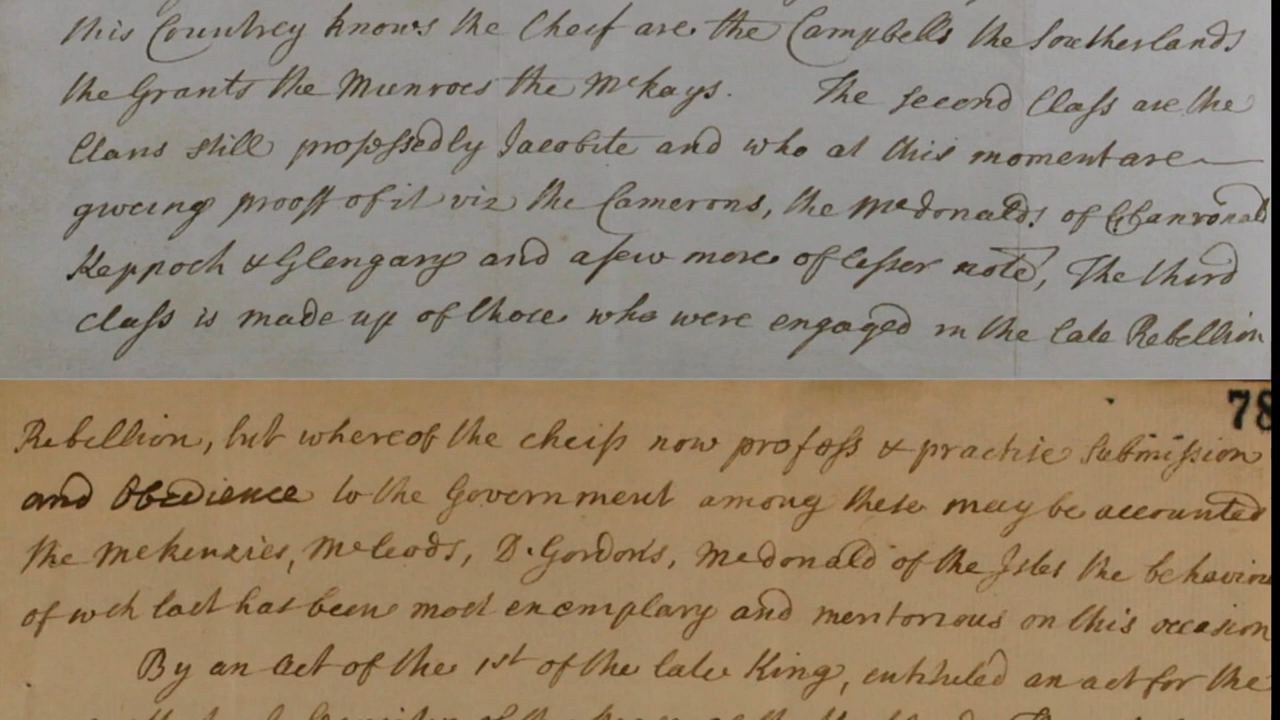 this Countrey knows the Cheif are the Campbells the Southerlands
the Grants the Munroes the McKays. The second Class are the
Clans still professedly Jacobite and who at this moment are
giveing prooff of it viz the Camerons, the McDonalds of Clanronald
Keppoch & Glengary and a few more of lesser note, The third
class is made up of those who were engaged in the late Rebellion
78
Rebellion, but whereof the cheifs now profess & practise Submission
and Obedience to the Government among these may be accounted
the McKenzies, McLeods, D. Gordons, McDonald of the Isles the behaviour
of wch last has been most exemplary and meritorious on this occasion
By an Act of the 1st of the late King, entituled an act for the